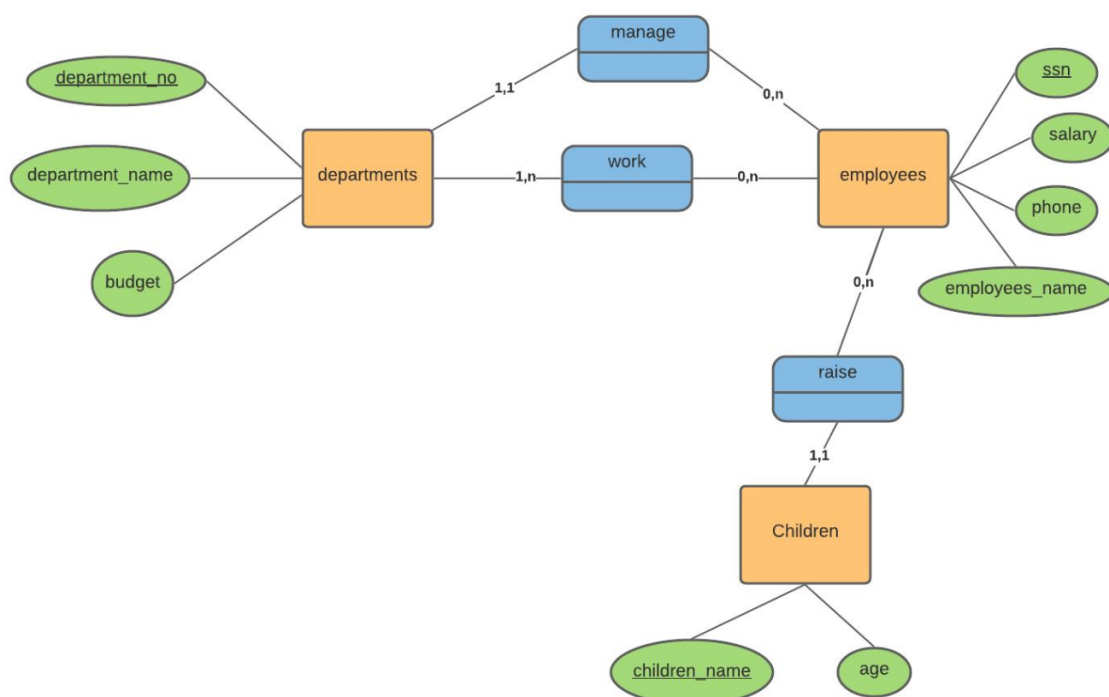 manage
department_no
ssn
1,1
0,n
salary
departments
work
employees
department_name
1,n
0,n
phone
budget
employees_name
0,n
raise
1,1
Children
children_name
age